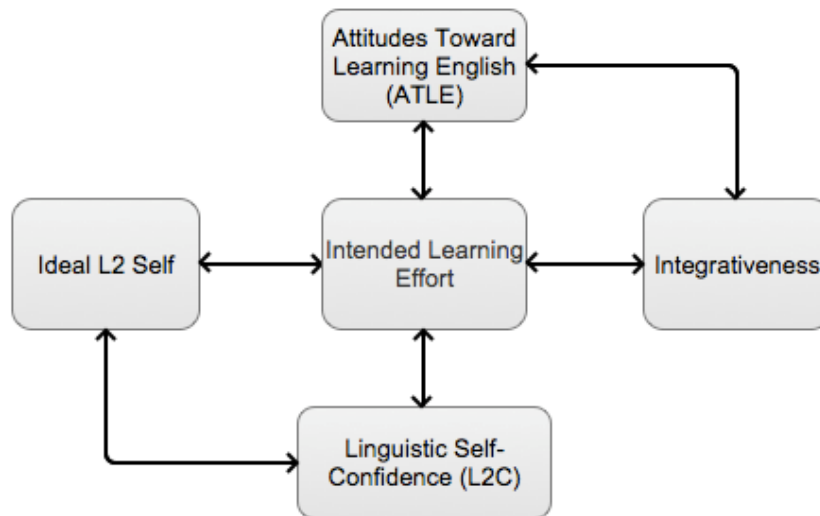 Attitudes Toward
Learning English
(ATLE)
Ideal L2 Self
Intended Learning
Effort
Integrativeness
Linguistic Self-
Confidence (L2C)